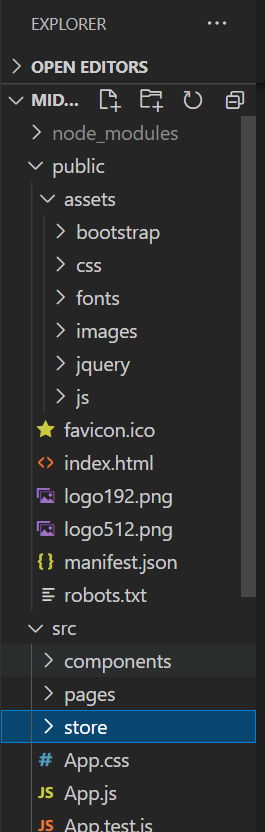 EXPLORER
OPEN EDITORS
MID...
node_modules
public
assets
bootstrap
css
fonts
images
jquery
js
favicon.ico
index.html
logo192.png
logo512.png
manifest.json
robots.txt
src
components
pages
store
# App.css
JS App.js
JS App.test.js